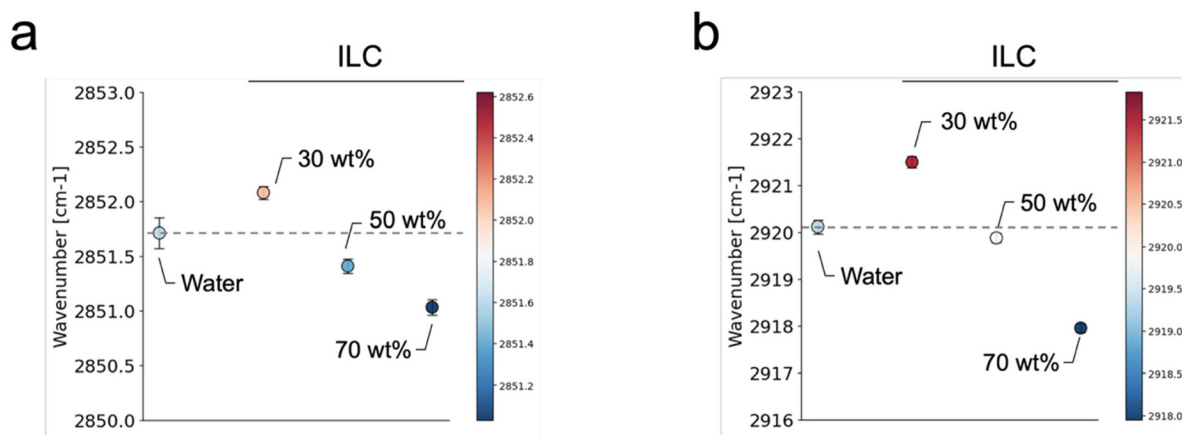 a
ILC
Wavenumber [cm-1]
2853.0
2852.5
2852.0
2851.5
2851.0
2850.5
2850.0
30 wt%
50 wt%
Water
70 wt%
2852.6
2852.4
2852.2
2852.0
2851.8
2851.6
2851.4
2851.2
b
ILC
Wavenumber [cm-1]
2923
2922
2921
2920
2919
2918
2917
2916
30 wt%
50 wt%
Water
70 wt%
2921.5
2921.0
2920.5
2920.0
2919.5
2919.0
2918.5
2918.0